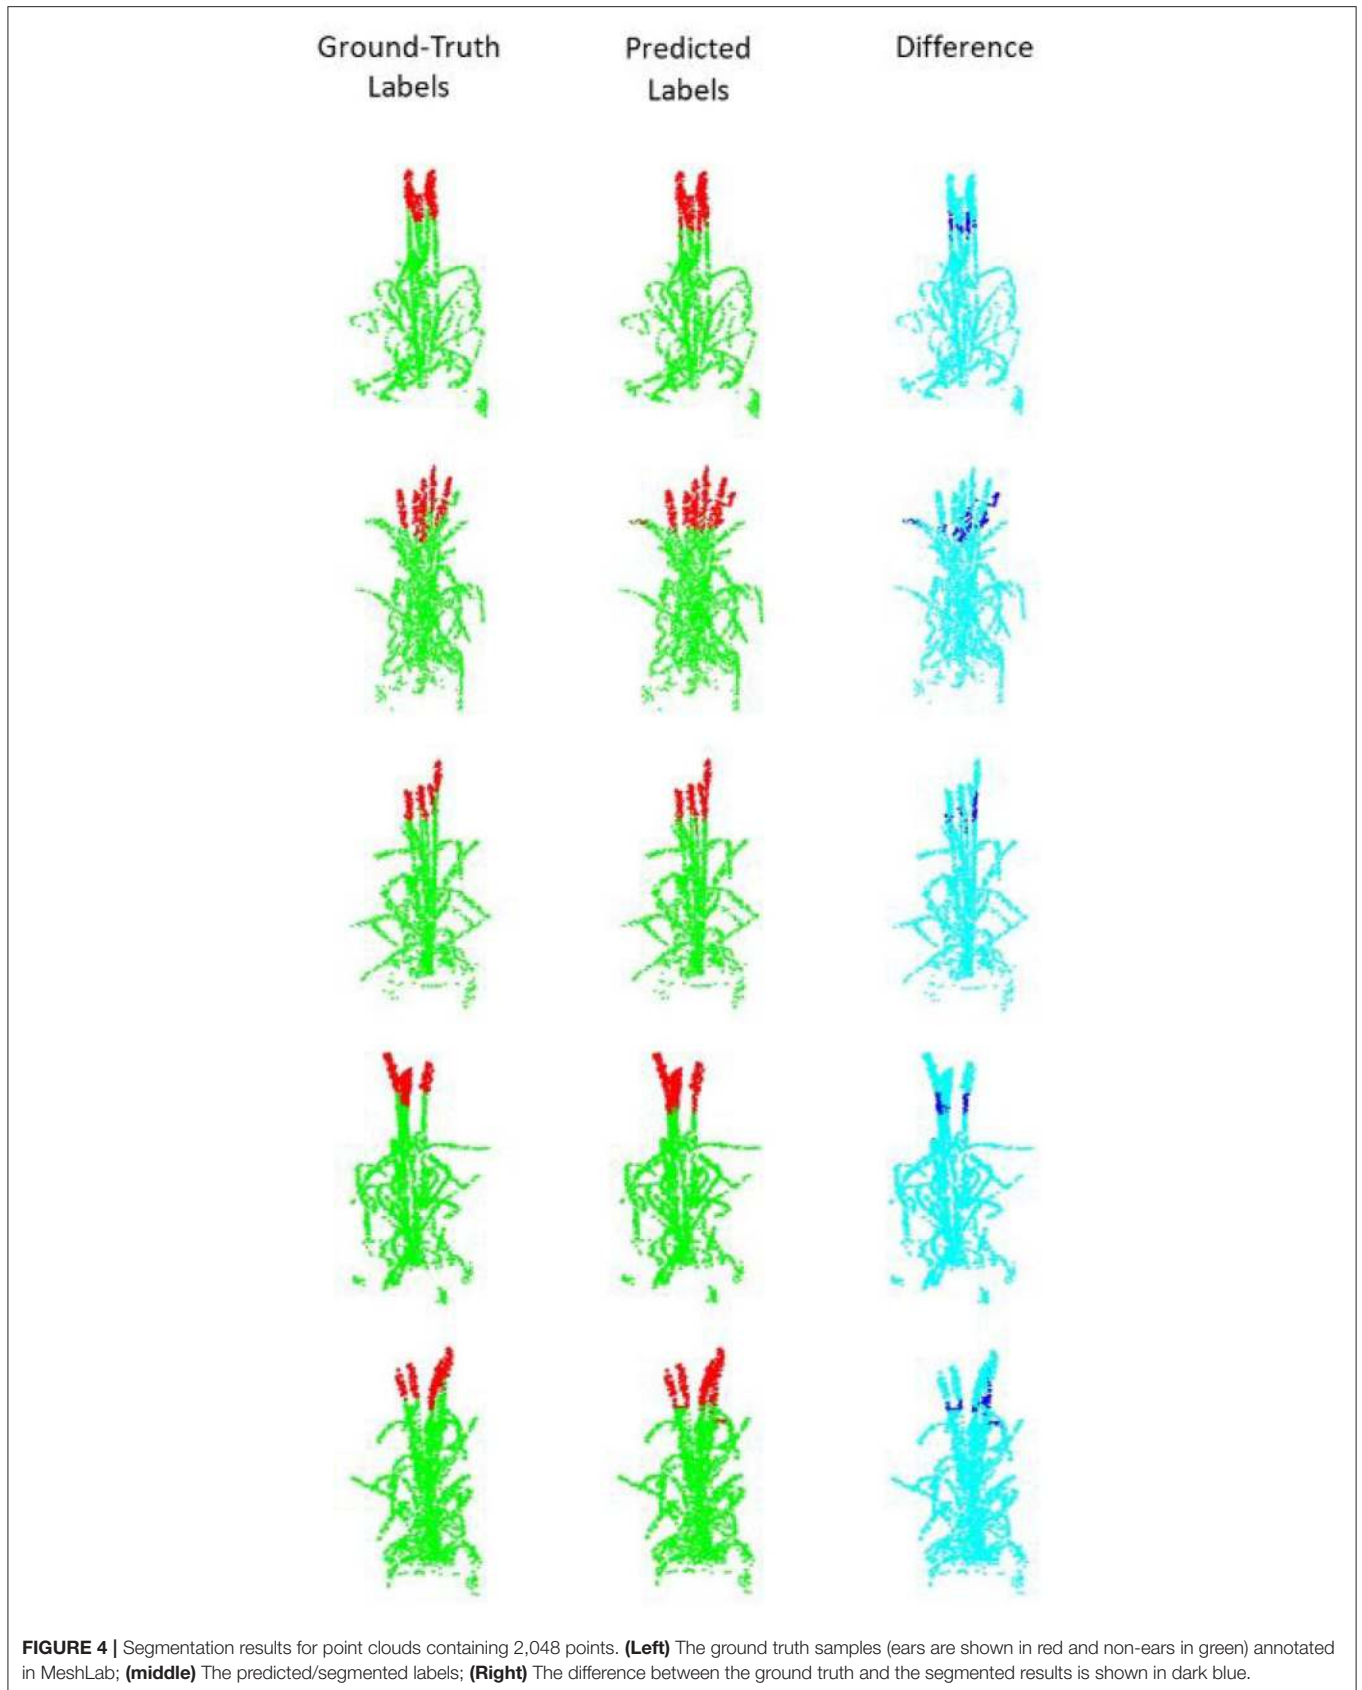 Ground-Truth Labels
Predicted Labels
Difference
FIGURE 4 | Segmentation results for point clouds containing 2,048 points. (Left) The ground truth samples (ears are shown in red and non-ears in green) annotated
in MeshLab; (middle) The predicted/segmented labels; (Right) The difference between the ground truth and the segmented results is shown in dark blue.